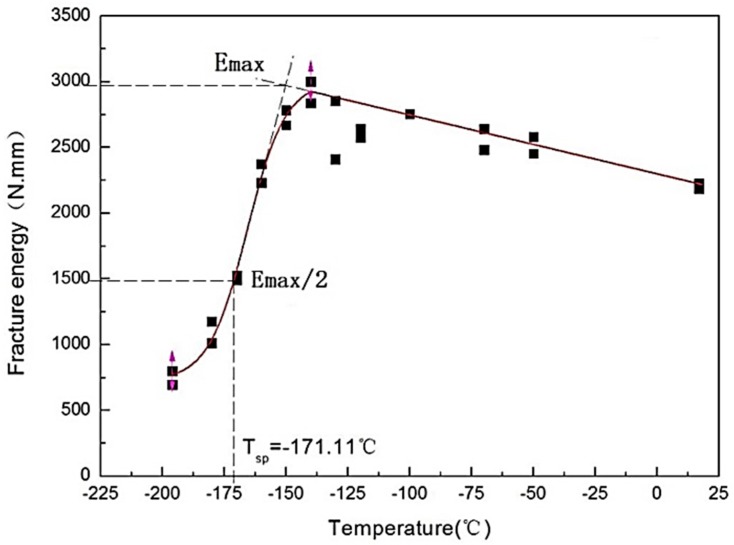 3500
3000
2500
2000
1500
1000
500
0
Fracture energy（N.mm)
Emax
Emax/2
Tsp=-171.11℃
-225 -200 -175 -150 -125 -100 -75 -50 -25 0 25
Temperature(℃)